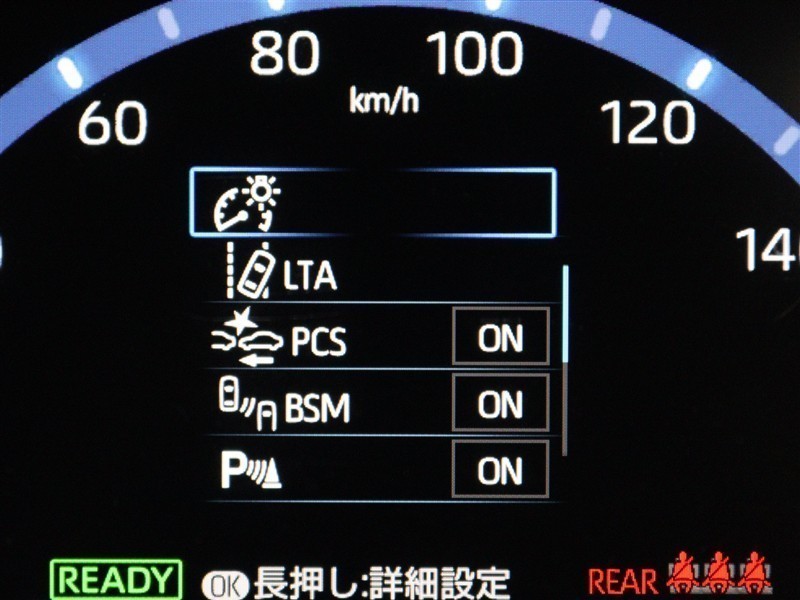 80 100
km/h
60 120
140
LTA
PCS ON
BSM ON
P ON
READY OK 長押し:詳細設定 REAR